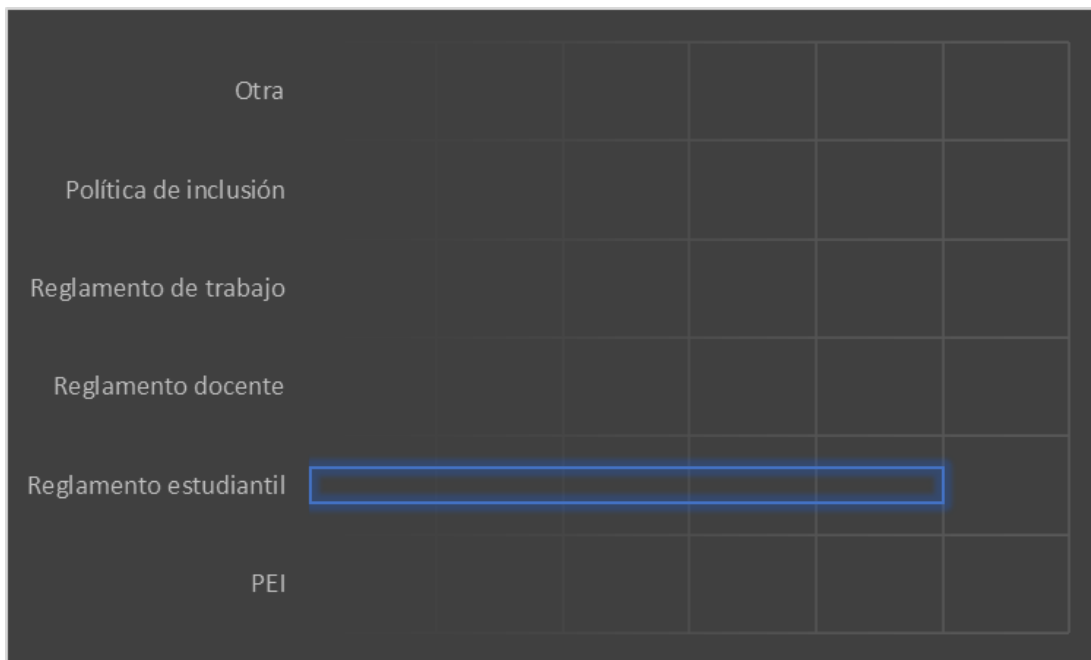 Otra
Política de inclusión
Reglamento de trabajo
Reglamento docente
Reglamento estudiantil
PEI